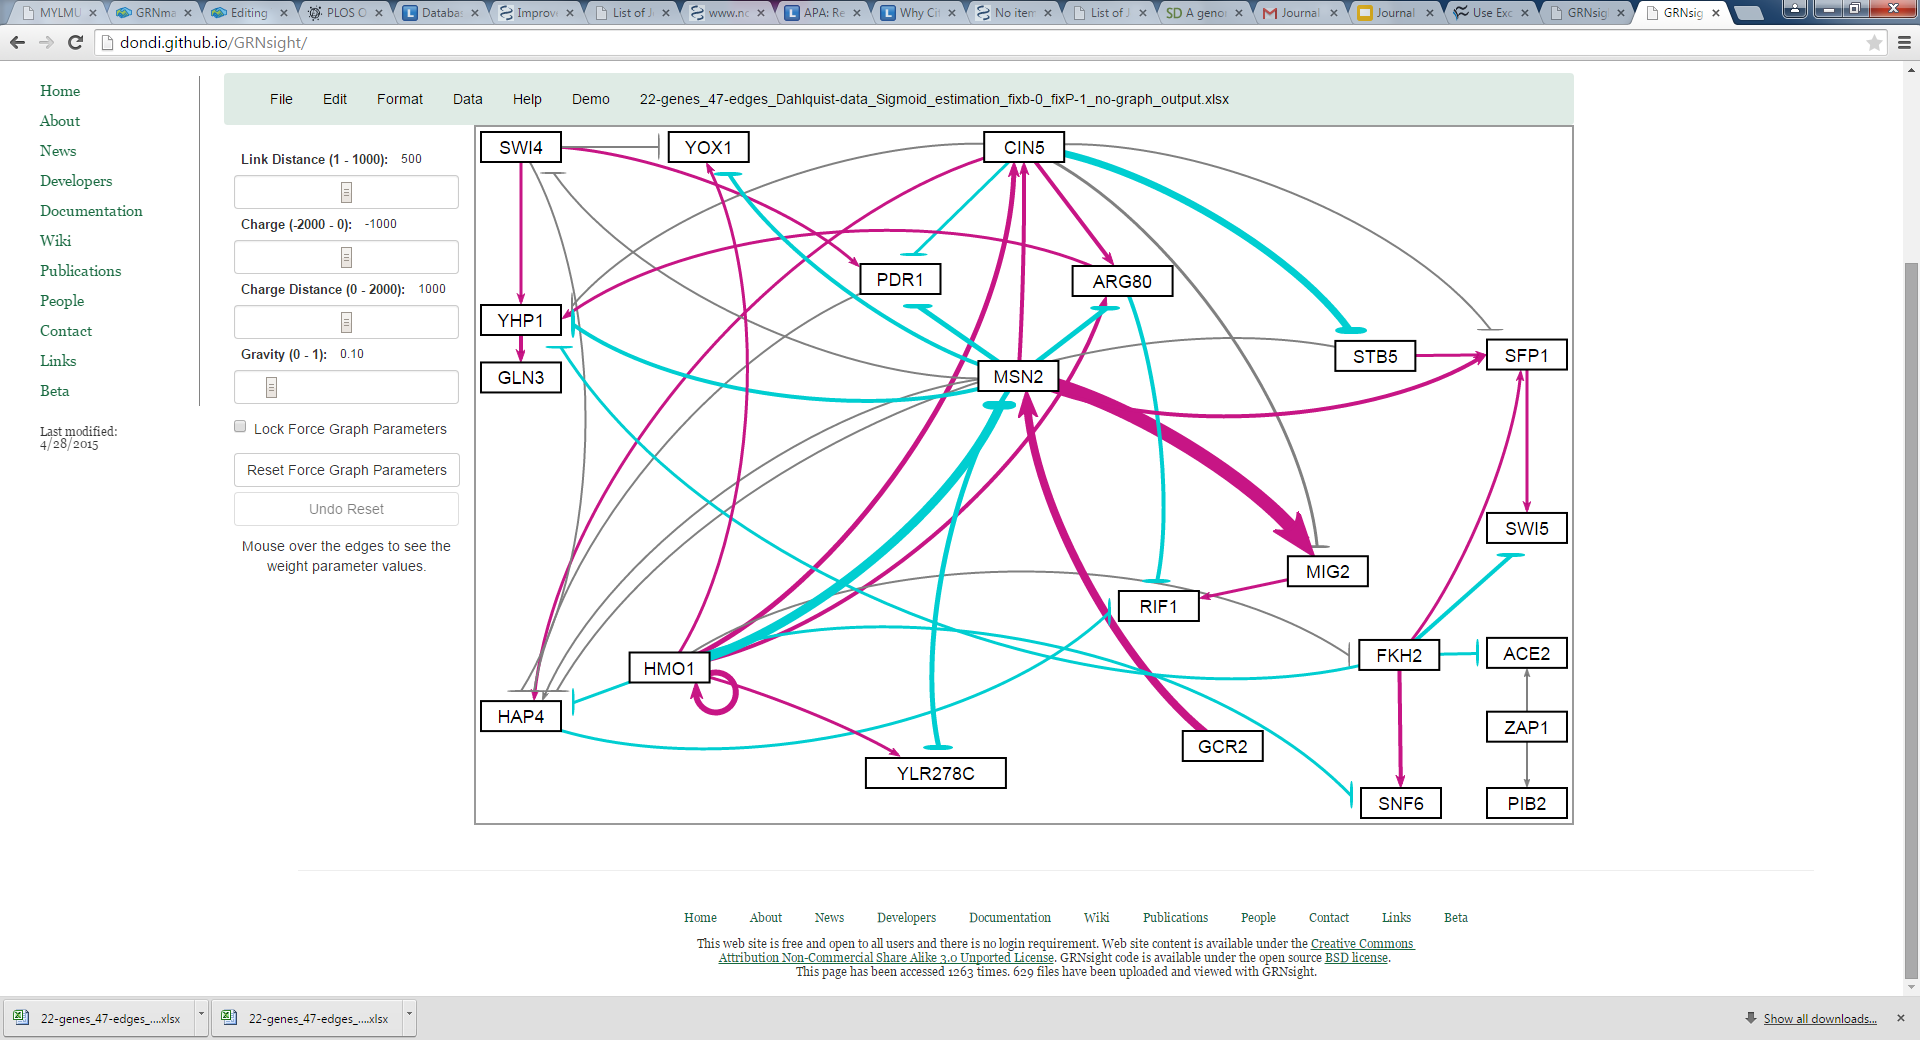 MYLMU
GRNma
Editing
PLOS O
Databa
Improv
List of J
www.nc
APA: Re
Why Ci
No item
List of J
A geno
Journal
Journal
Use Exc
GRNsig
GRNsig
dondi.github.io/GRNsight/
Home
About
News
Developers
Documentation
Wiki
Publications
People
Contact
Links
Beta
Last modified:
4/28/2015
File Edit Format Data Help Demo 22-genes_47-edges_Dahlquist-data_Sigmoid_estimation_fixb-0_fixP-1_no-graph_output.xlsx
Link Distance (1 - 1000): 500
Charge (-2000 - 0): -1000
Charge Distance (0 - 2000): 1000
Gravity (0 - 1): 0.10
Lock Force Graph Parameters
Reset Force Graph Parameters
Undo Reset
Mouse over the edges to see the
weight parameter values.
SWI4
YOX1
CIN5
PDR1
ARG80
YHP1
GLN3
MSN2
STB5
SFP1
SWI5
MIG2
RIF1
HMO1
FKH2
ACE2
HAP4
ZAP1
GCR2
YLR278C
SNF6
PIB2
Home About News Developers Documentation Wiki Publications People Contact Links Beta
This web site is free and open to all users and there is no login requirement. Web site content is available under the Creative Commons
Attribution Non-Commercial Share Alike 3.0 Unported License. GRNsight code is available under the open source BSD license.
This page has been accessed 1263 times. 629 files have been uploaded and viewed with GRNsight.
22-genes_47-edges_....xlsx
22-genes_47-edges_....xlsx
Show all downloads...